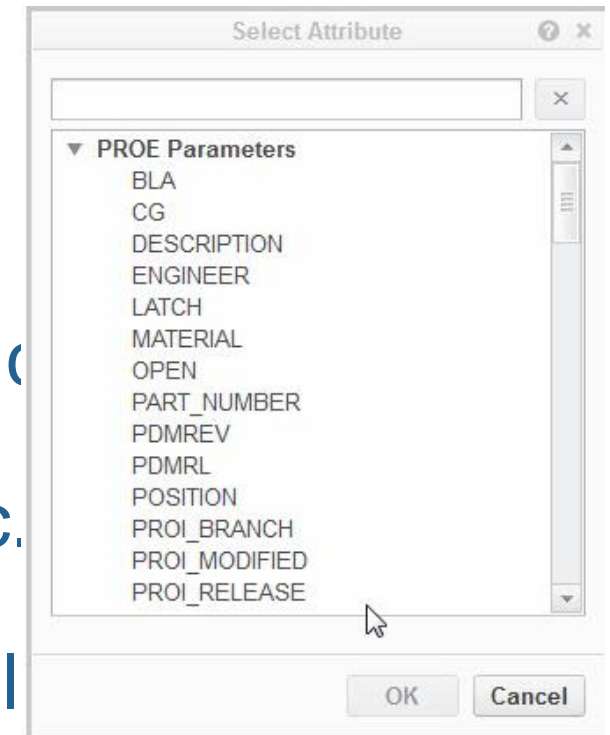 Select Attribute
PROE Parameters
BLA
CG
DESCRIPTION
ENGINEER
LATCH
MATERIAL
OPEN
PART_NUMBER
PDMREV
PDMRL
POSITION
PROI_BRANCH
PROI_MODIFIED
PROI_RELEASE
OK Cancel